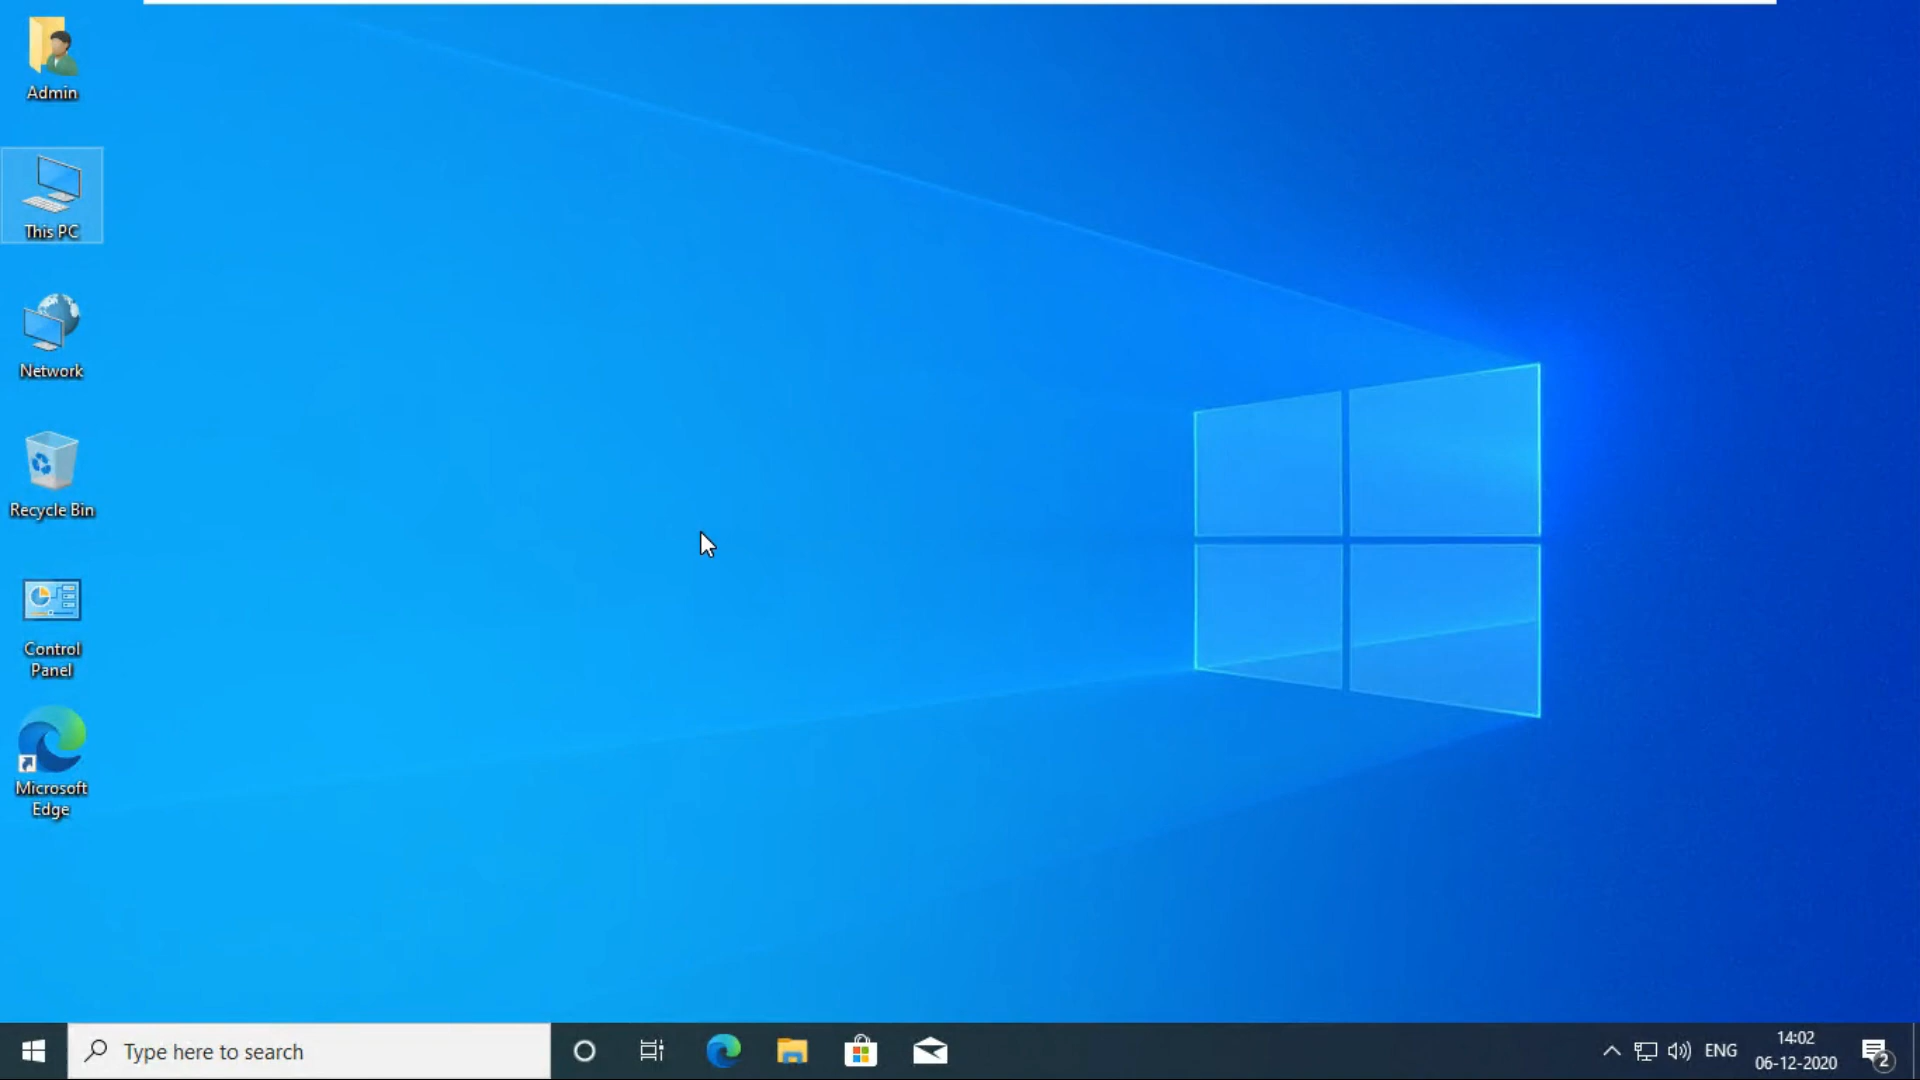 Admin
This PC
Network
Recycle Bin
Control
Panel
Microsoft
Edge
Type here to search
ENG
14:02
06-12-2020
2